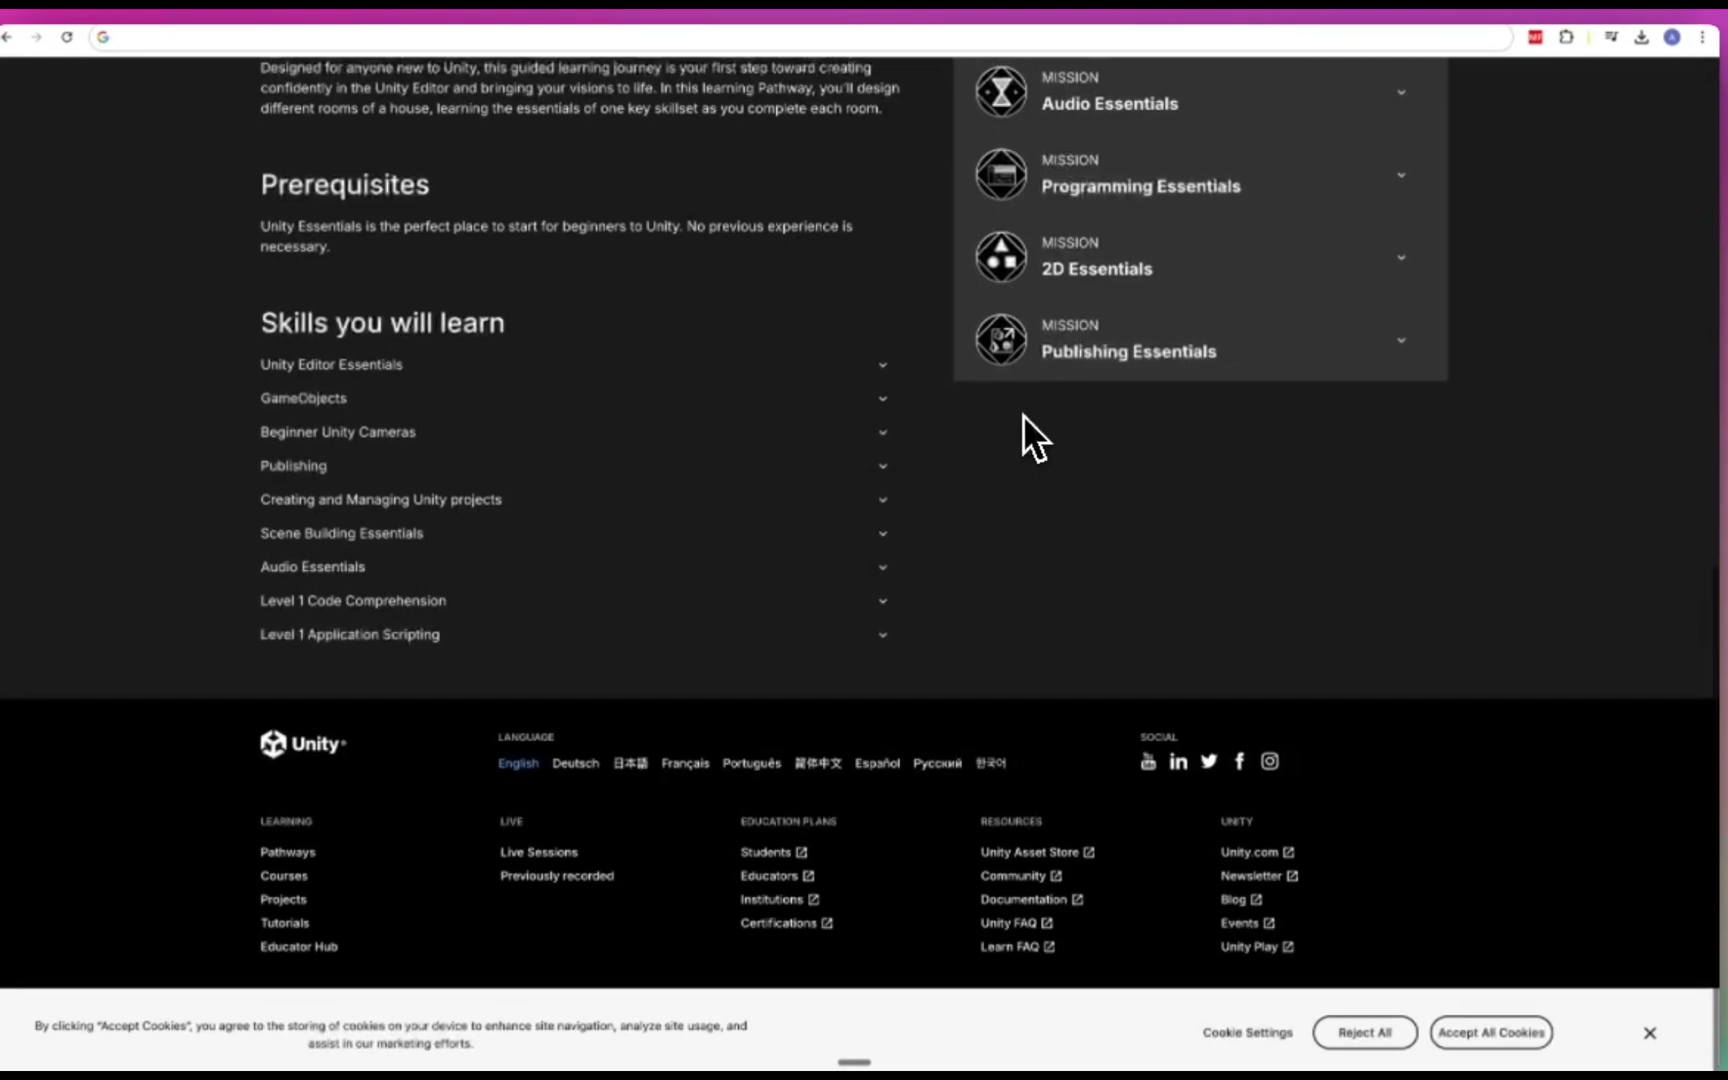 Designed for anyone new to Unity, this guided learning journey is your first step toward creating
confidently in the Unity Editor and bringing your visions to life. In this learning Pathway, you'll design
different rooms of a house, learning the essentials of one key skillset as you complete each room.
Prerequisites
Unity Essentials is the perfect place to start for beginners to Unity. No previous experience is
necessary.
Skills you will learn
Unity Editor Essentials
GameObjects
Beginner Unity Cameras
Publishing
Creating and Managing Unity projects
Scene Building Essentials
Audio Essentials
Level 1 Code Comprehension
Level 1 Application Scripting
MISSION
Audio Essentials
MISSION
Programming Essentials
MISSION
2D Essentials
MISSION
Publishing Essentials
Unity
LANGUAGE
English Deutsch 日本語 Français Português 简体中文 Español Русский 한국어
SOCIAL
LEARNING
Pathways
Courses
Projects
Tutorials
Educator Hub
LIVE
Live Sessions
Previously recorded
EDUCATION PLANS
Students
Educators
Institutions
Certifications
RESOURCES
Unity Asset Store
Community
Documentation
Unity FAQ
Learn FAQ
UNITY
Unity.com
Newsletter
Blog
Events
Unity Play
By clicking "Accept Cookies", you agree to the storing of cookies on your device to enhance site navigation, analyze site usage, and
assist in our marketing efforts.
Cookie Settings
Reject All
Accept All Cookies